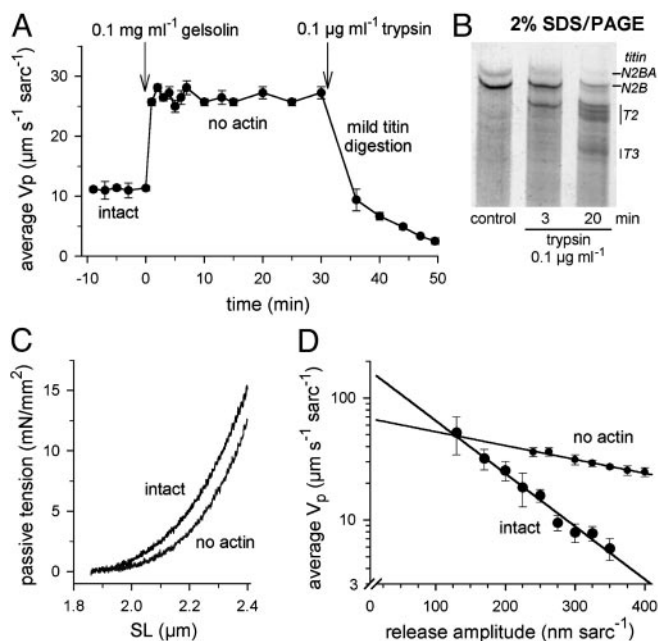 A
0.1 mg ml⁻¹ gelsolin
0.1 µg ml⁻¹ trypsin
average Vp (µm s⁻¹ sarc⁻¹)
40
30
20
10
0
no actin
mild titin
digestion
intact
-10 0 10 20 30 40 50
time (min)
B
2% SDS/PAGE
titin
N2BA
N2B
T2
T3
control 3 20 min
trypsin
0.1 µg ml⁻¹
C
passive tension (mN/mm²)
15
10
5
0
intact
no actin
1.8 2.0 2.2 2.4
SL (µm)
D
average Vp (µm s⁻¹ sarc⁻¹)
100
10
3
no actin
intact
0 100 200 300 400
release amplitude (nm sarc⁻¹)